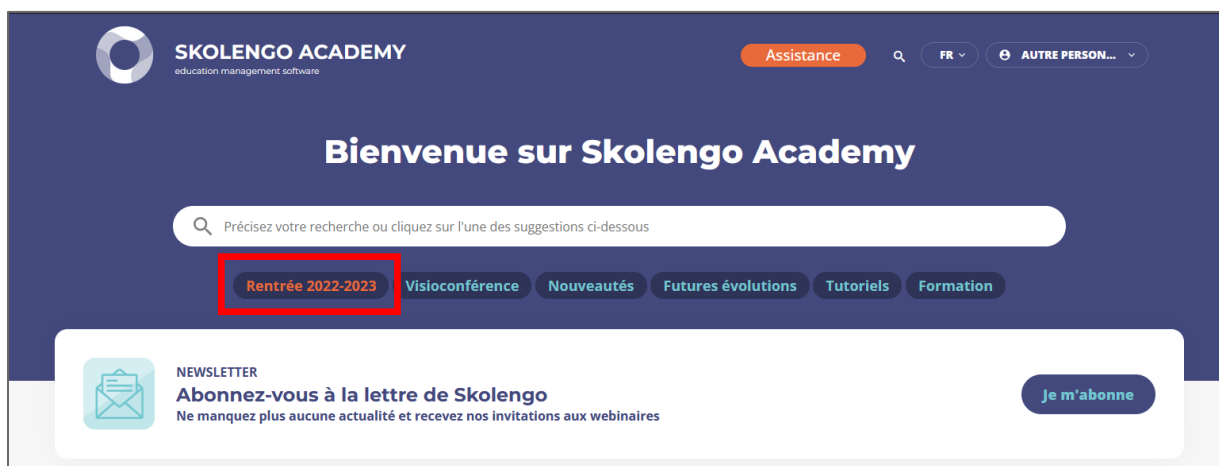 SKOLENGO ACADEMY
education management software
Assistance
FR
AUTRE PERSON...
Bienvenue sur Skolengo Academy
Précisez votre recherche ou cliquez sur l'une des suggestions ci-dessous
Rentrée 2022-2023 Visioconférence Nouveautés Futures évolutions Tutoriels Formation
NEWSLETTER
Abonnez-vous à la lettre de Skolengo
Ne manquez plus aucune actualité et recevez nos invitations aux webinaires
Je m'abonne